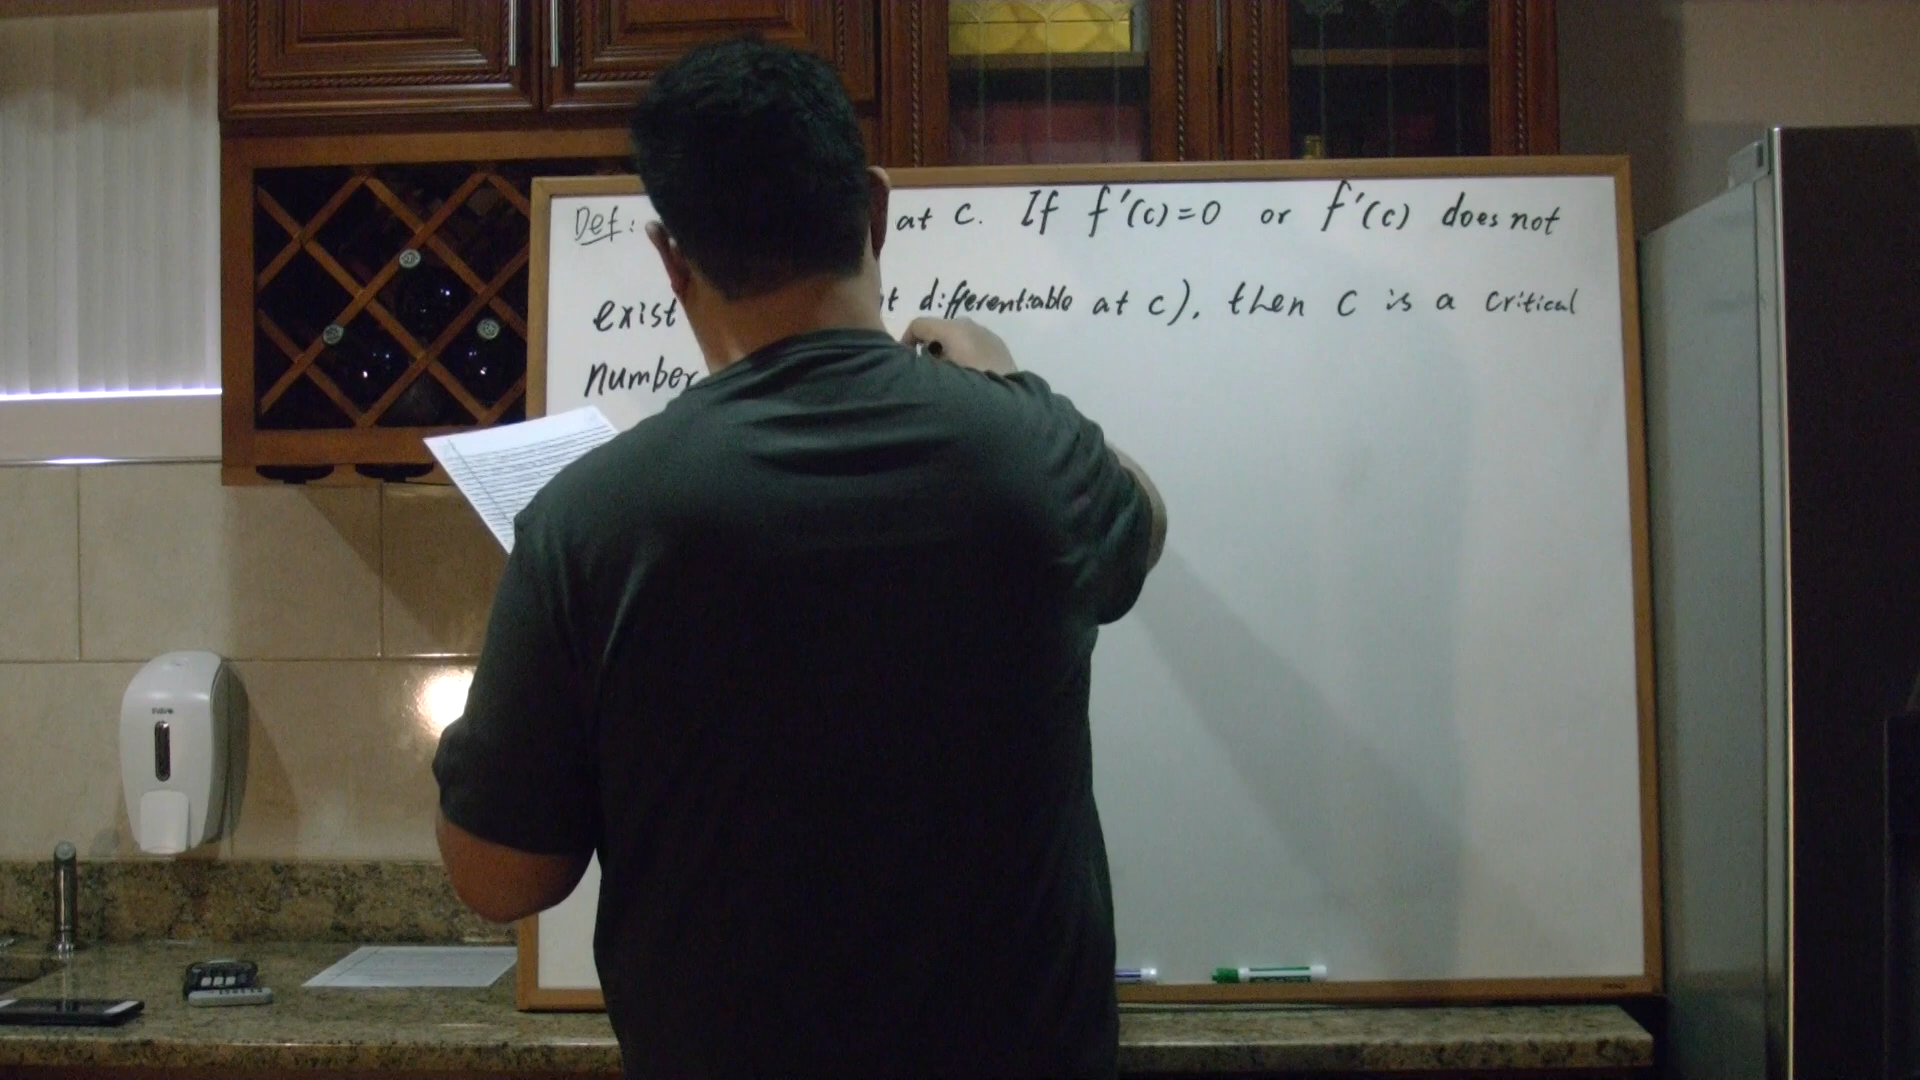 Def: at c. If f'(c)=0 or f'(c) does not
exist differentiable at c), then c is a critical
number